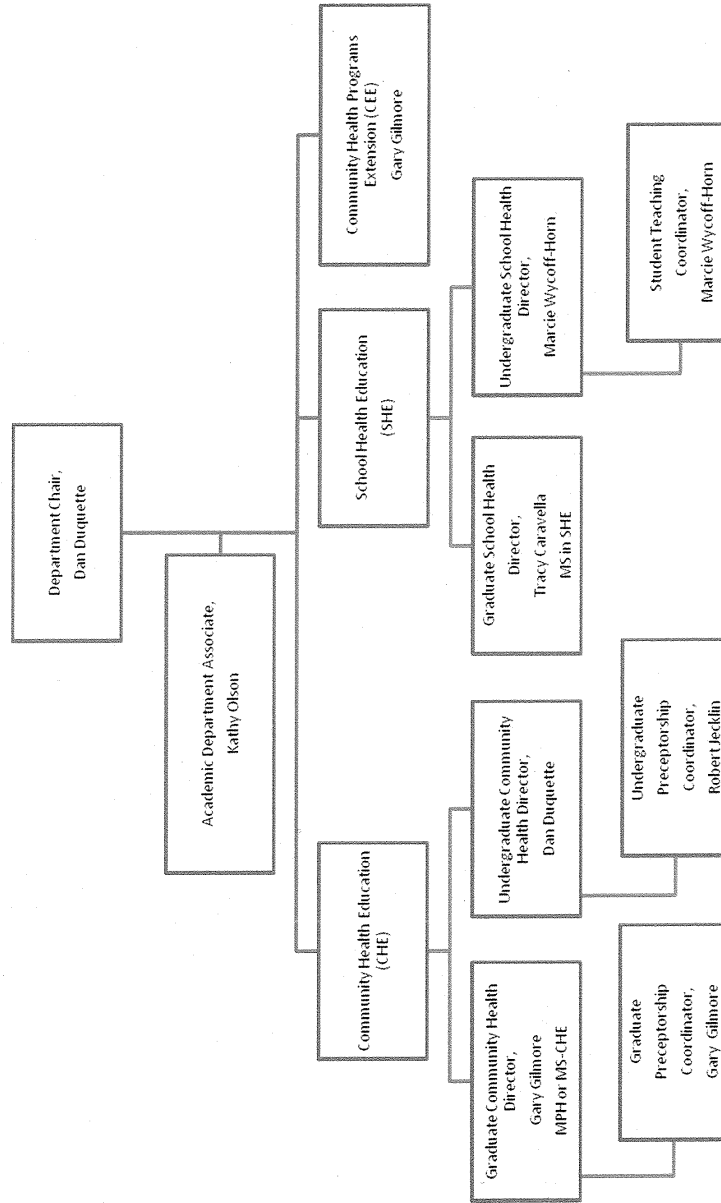 Department Chair,
Dan Duquette
Academic Department Associate,
Kathy Olson
Community Health Education
(CHE)
School Health Education
(SHE)
Community Health Programs
Extension (CEE)
Gary Gilmore
Graduate Community Health
Director,
Gary Gilmore
MPH or MS-CHE
Undergraduate Community
Health Director,
Dan Duquette
Graduate School Health
Director,
Tracy Caravella
MS in SHE
Undergraduate School Health
Director,
Marcie Wycoff-Horn
Graduate
Preceptorship
Coordinator,
Gary Gilmore
Undergraduate
Preceptorship
Coordinator,
Robert Jecklin
Student Teaching
Coordinator,
Marcie Wycoff-Horn